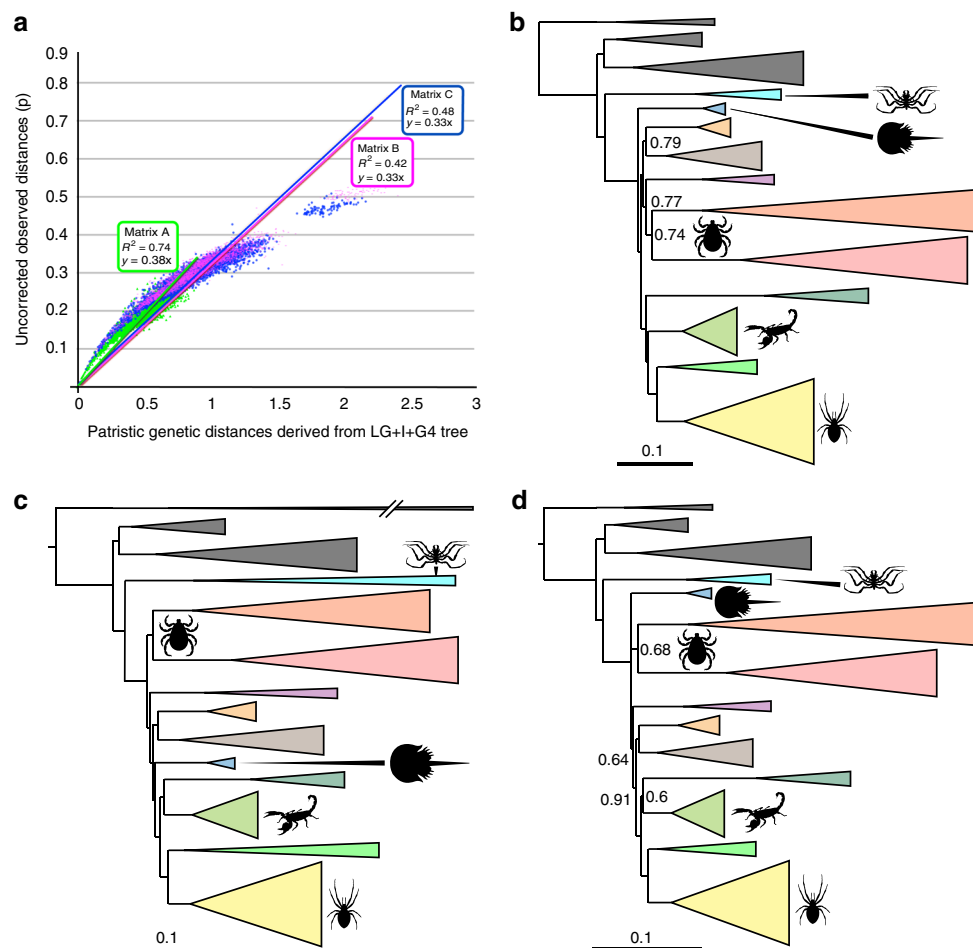 a
0.9
0.8
0.7
0.6
0.5
0.4
0.3
0.2
0.1
0
0.5
1
1.5
2
2.5
3
Uncorrected observed distances (p)
Patristic genetic distances derived from LG+I+G4 tree
Matrix C
R² = 0.48
y = 0.33x
Matrix B
R² = 0.42
y = 0.33x
Matrix A
R² = 0.74
y = 0.38x
b
0.79
0.77
0.74
0.1
c
0.1
d
0.68
0.64
0.91
0.6
0.1